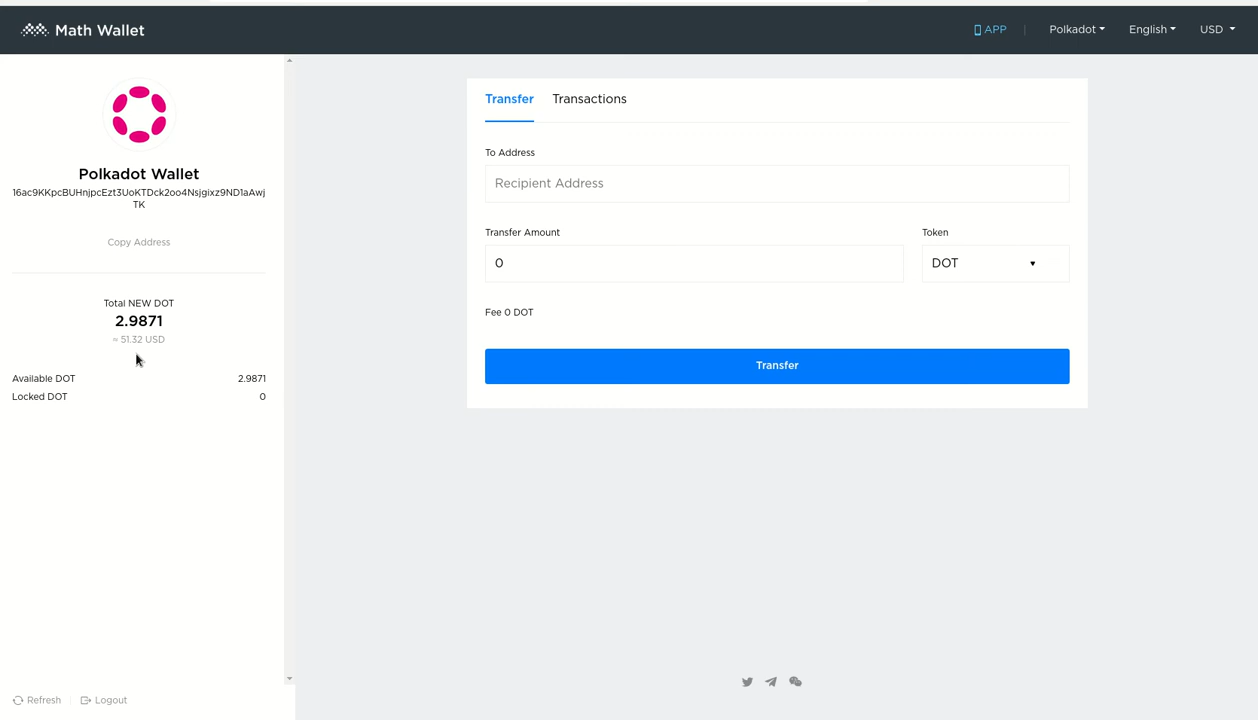 Math Wallet
APP
Polkadot
English
USD
Polkadot Wallet
16ac9KKpcBUHnjpcEzt3UoKTDck2oo4Nsjgixz9ND1aAwj
TK
Copy Address
Total NEW DOT
2.9871
≈ 51.32 USD
Available DOT 2.9871
Locked DOT 0
Refresh
Logout
Transfer
Transactions
To Address
Recipient Address
Transfer Amount
Token
0
DOT
Fee 0 DOT
Transfer